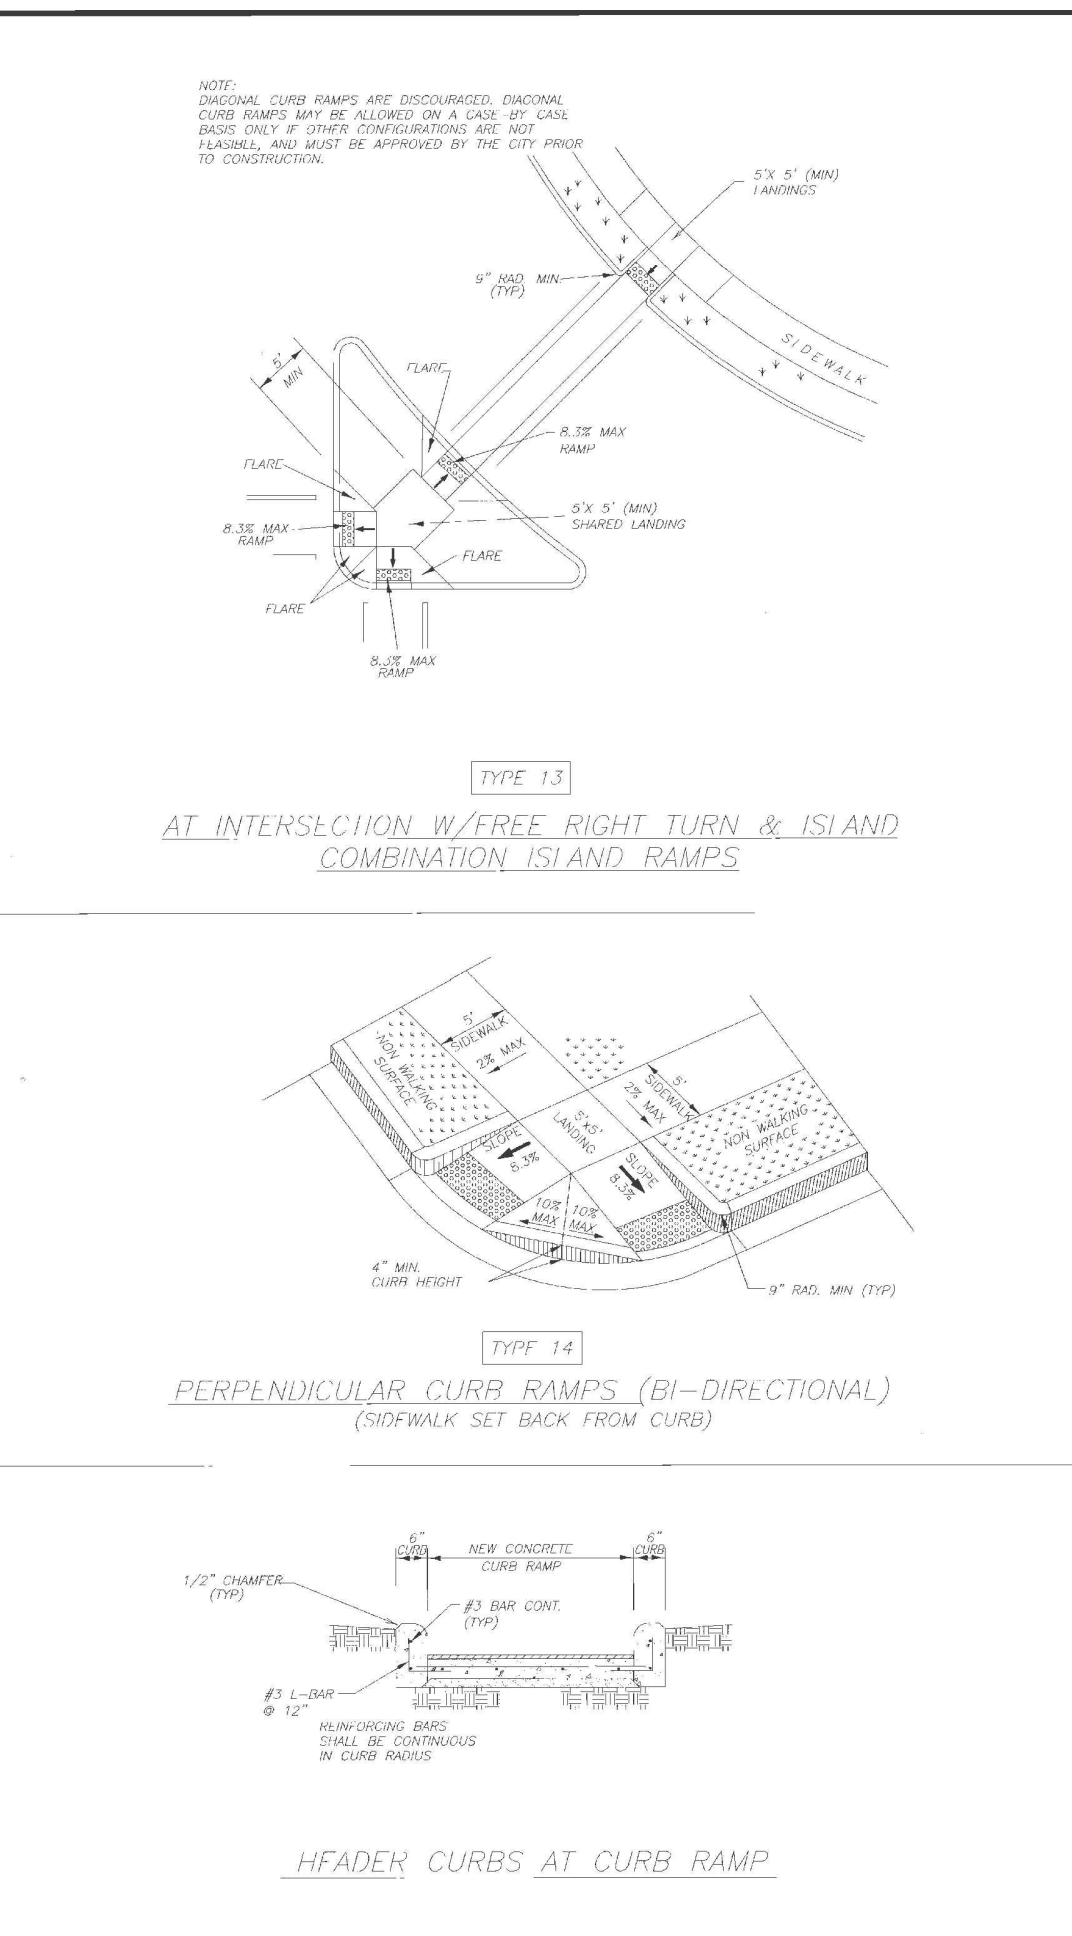 NOTE:
DIAGONAL CURB RAMPS ARE DISCOURAGED. DIAGONAL
CURB RAMPS MAY BE ALLOWED ON A CASE-BY CASE
BASIS ONLY IF OTHER CONFIGURATIONS ARE NOT
FEASIBLE, AND MUST BE APPROVED BY THE CITY PRIOR
TO CONSTRUCTION.
5'X 5' (MIN)
LANDINGS
9" RAD. MIN.
(TYP)
SIDEWALK
5'
MIN
FLARE
8.3% MAX
RAMP
FLARE
5'X 5' (MIN)
SHARED LANDING
8.3% MAX
RAMP
FLARE
FLARE
8.3% MAX
RAMP
TYPE 13
AT INTERSECTION W/FREE RIGHT TURN & ISLAND
COMBINATION ISLAND RAMPS
5'
SIDEWALK
2% MAX
NON WALKING
SURFACE
5'
SIDEWALK
2% MAX
5'x5'
LANDING
NON WALKING
SURFACE
SLOPE
8.3%
SLOPE
8.3%
10%
MAX
10%
MAX
4" MIN.
CURB HEIGHT
9" RAD. MIN (TYP)
TYPE 14
PERPENDICULAR CURB RAMPS (BI-DIRECTIONAL)
(SIDEWALK SET BACK FROM CURB)
6"
CURB
NEW CONCRETE
CURB RAMP
6"
CURB
1/2" CHAMFER
(TYP)
#3 BAR CONT.
(TYP)
#3 L-BAR
@ 12"
REINFORCING BARS
SHALL BE CONTINUOUS
IN CURB RADIUS
HEADER CURBS AT CURB RAMP